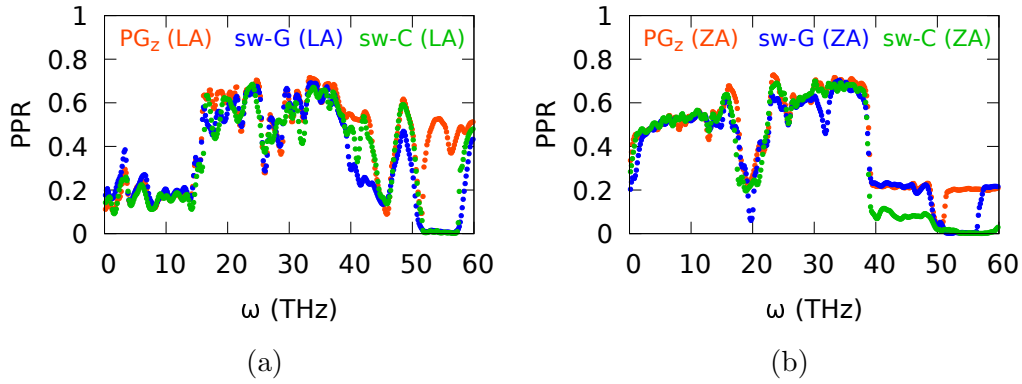 PG_z (LA) sw-G (LA) sw-C (LA)
PPR
1
0.8
0.6
0.4
0.2
0
0 10 20 30 40 50 60
ω (THz)
(a)
PG_z (ZA) sw-G (ZA) sw-C (ZA)
PPR
1
0.8
0.6
0.4
0.2
0
0 10 20 30 40 50 60
ω (THz)
(b)